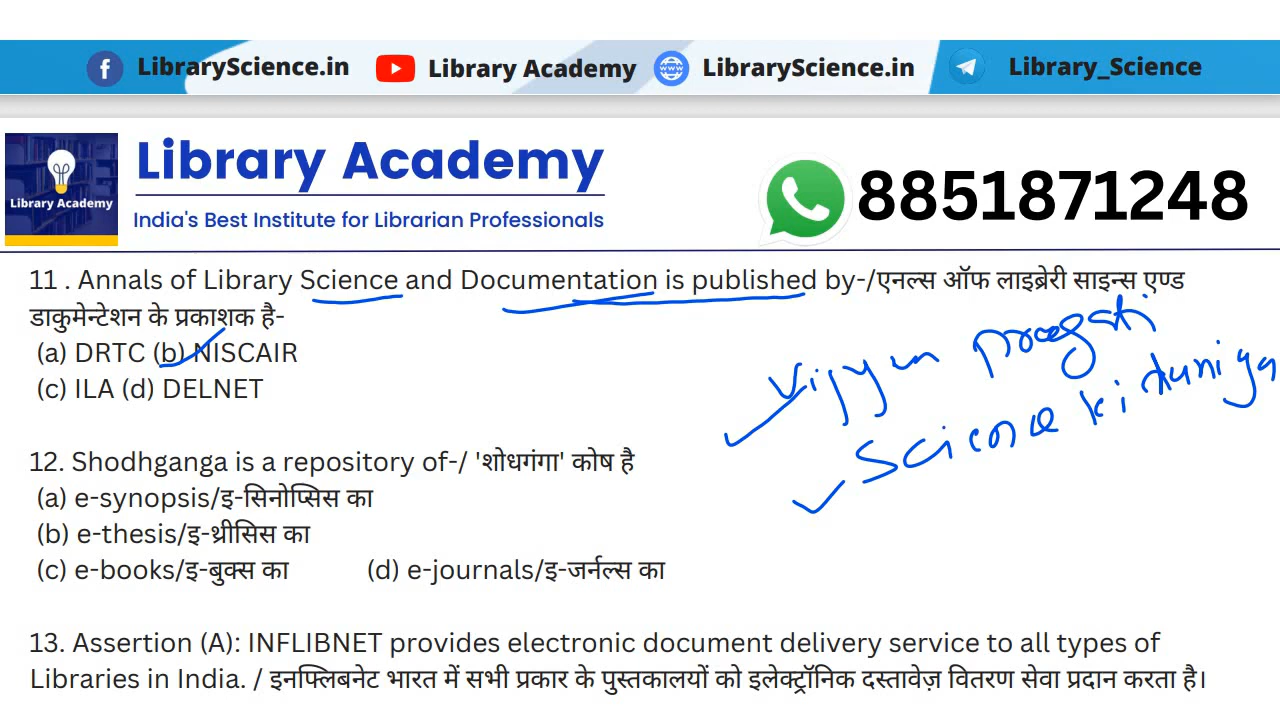 LibraryScience.in Library Academy LibraryScience.in Library_Science
Library Academy
Library Academy
India's Best Institute for Librarian Professionals
8851871248
11 . Annals of Library Science and Documentation is published by-/एनल्स ऑफ लाइब्रेरी साइन्स एण्ड
डाकुमेन्टेशन के प्रकाशक है-
(a) DRTC (b) NISCAIR
(c) ILA (d) DELNET
Vijyan pragati
Science ki duniya
12. Shodhganga is a repository of-/ 'शोधगंगा' कोष है
(a) e-synopsis/इ-सिनोप्सिस का
(b) e-thesis/इ-थ्रीसिस का
(c) e-books/इ-बुक्स का (d) e-journals/इ-जर्नल्स का
13. Assertion (A): INFLIBNET provides electronic document delivery service to all types of
Libraries in India. / इनफ्लिबनेट भारत में सभी प्रकार के पुस्तकालयों को इलेक्ट्रॉनिक दस्तावेज़ वितरण सेवा प्रदान करता है।